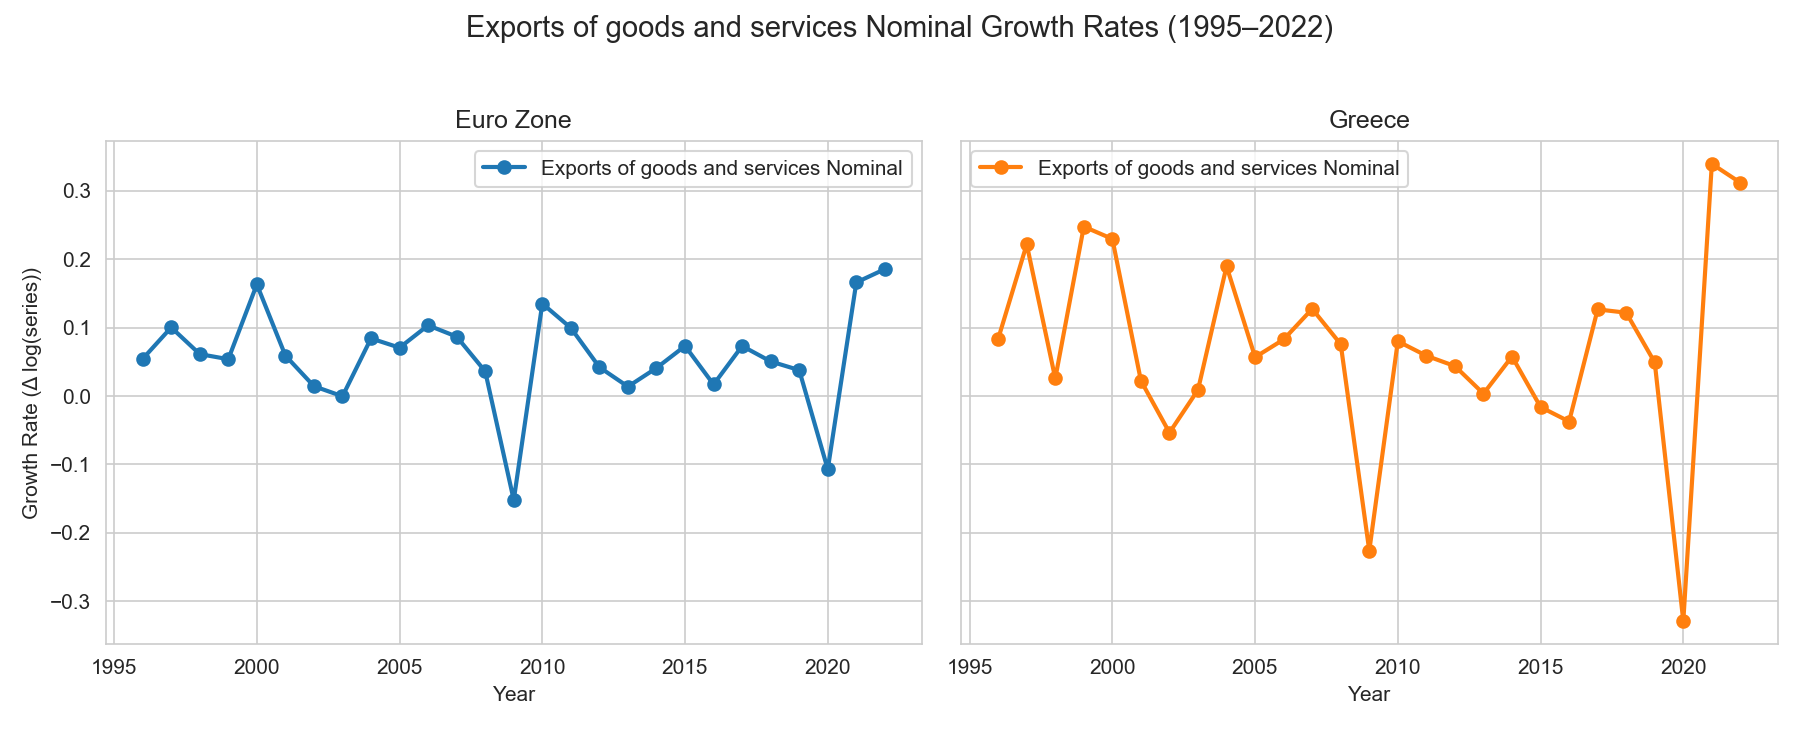 Exports of goods and services Nominal Growth Rates (1995–2022)
Euro Zone
Exports of goods and services Nominal
Growth Rate (Δ log(series))
0.3
0.2
0.1
0.0
−0.1
−0.2
−0.3
1995 2000 2005 2010 2015 2020
Year
Greece
Exports of goods and services Nominal
1995 2000 2005 2010 2015 2020
Year